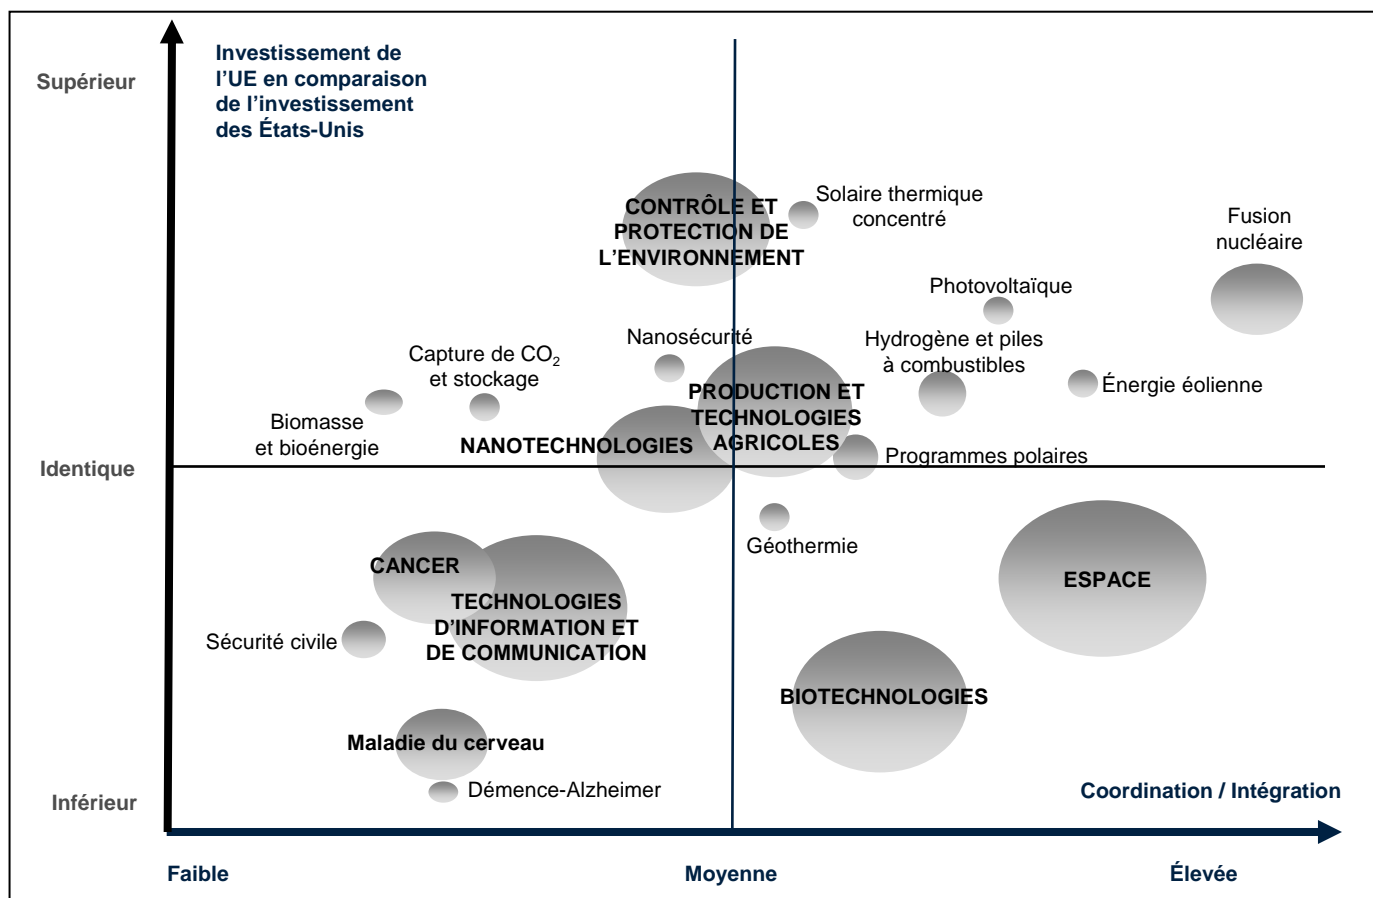 Investissement de
l’UE en comparaison
de l’investissement
des États-Unis
Supérieur
CONTRÔLE ET
PROTECTION DE
L’ENVIRONNEMENT
Solaire thermique
concentré
Fusion
nucléaire
Photovoltaïque
Nanosécurité
Hydrogène et piles
à combustibles
Capture de CO₂
et stockage
Énergie éolienne
PRODUCTION ET
TECHNOLOGIES
AGRICOLES
Biomasse
et bioénergie
NANOTECHNOLOGIES
Programmes polaires
Identique
Géothermie
CANCER
ESPACE
TECHNOLOGIES
D’INFORMATION ET
DE COMMUNICATION
Sécurité civile
BIOTECHNOLOGIES
Maladie du cerveau
Démence-Alzheimer
Coordination / Intégration
Inférieur
Faible
Moyenne
Élevée